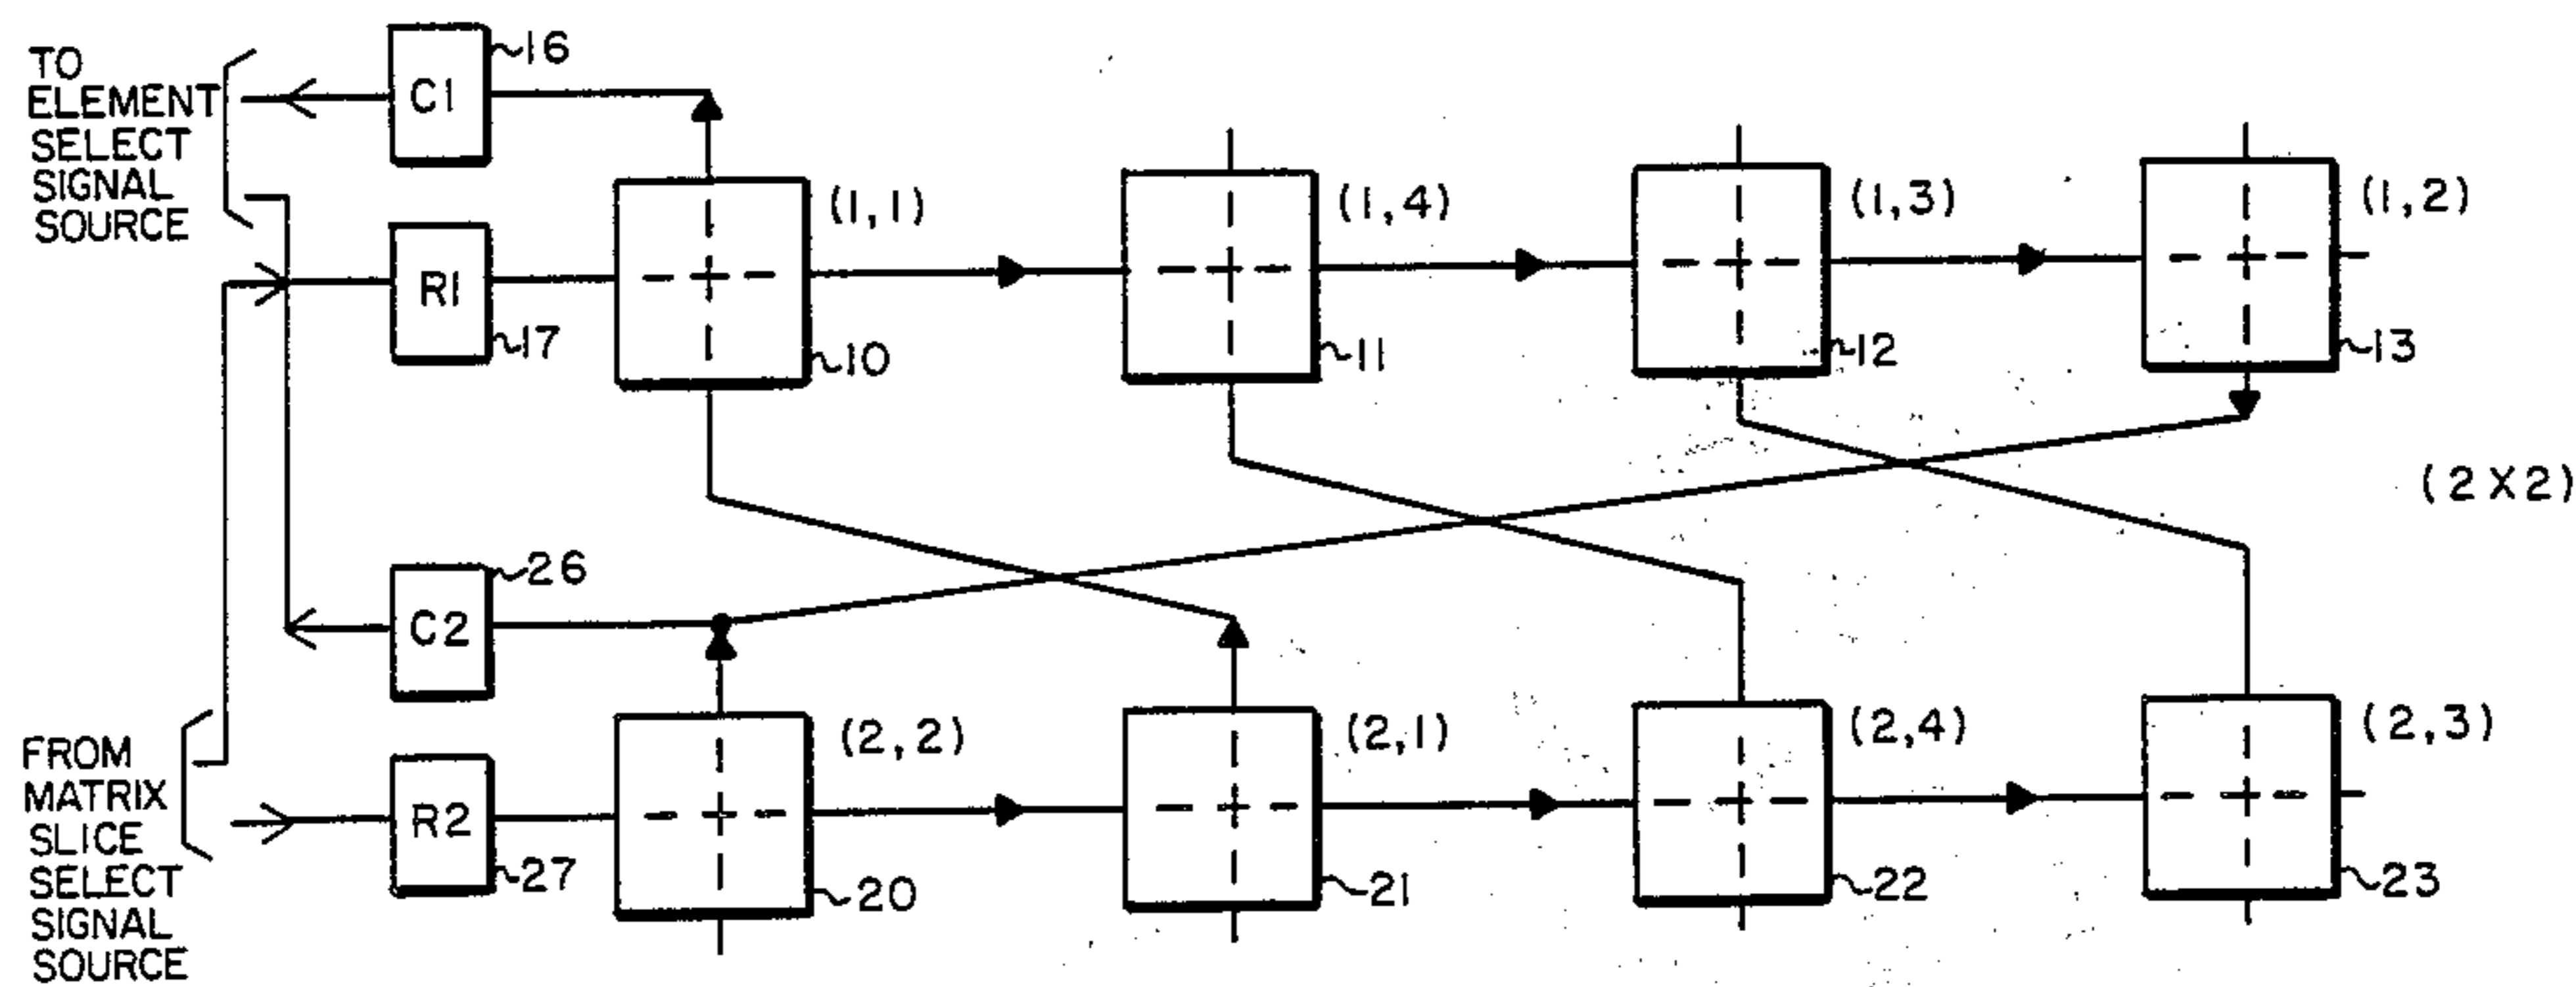 TO
ELEMENT
SELECT
SIGNAL
SOURCE
C1
16
R1
17
(1,1)
10
(1,4)
11
(1,3)
12
(1,2)
13
(2X2)
C2
26
FROM
MATRIX
SLICE
SELECT
SIGNAL
SOURCE
R2
27
(2,2)
20
(2,1)
21
(2,4)
22
(2,3)
23